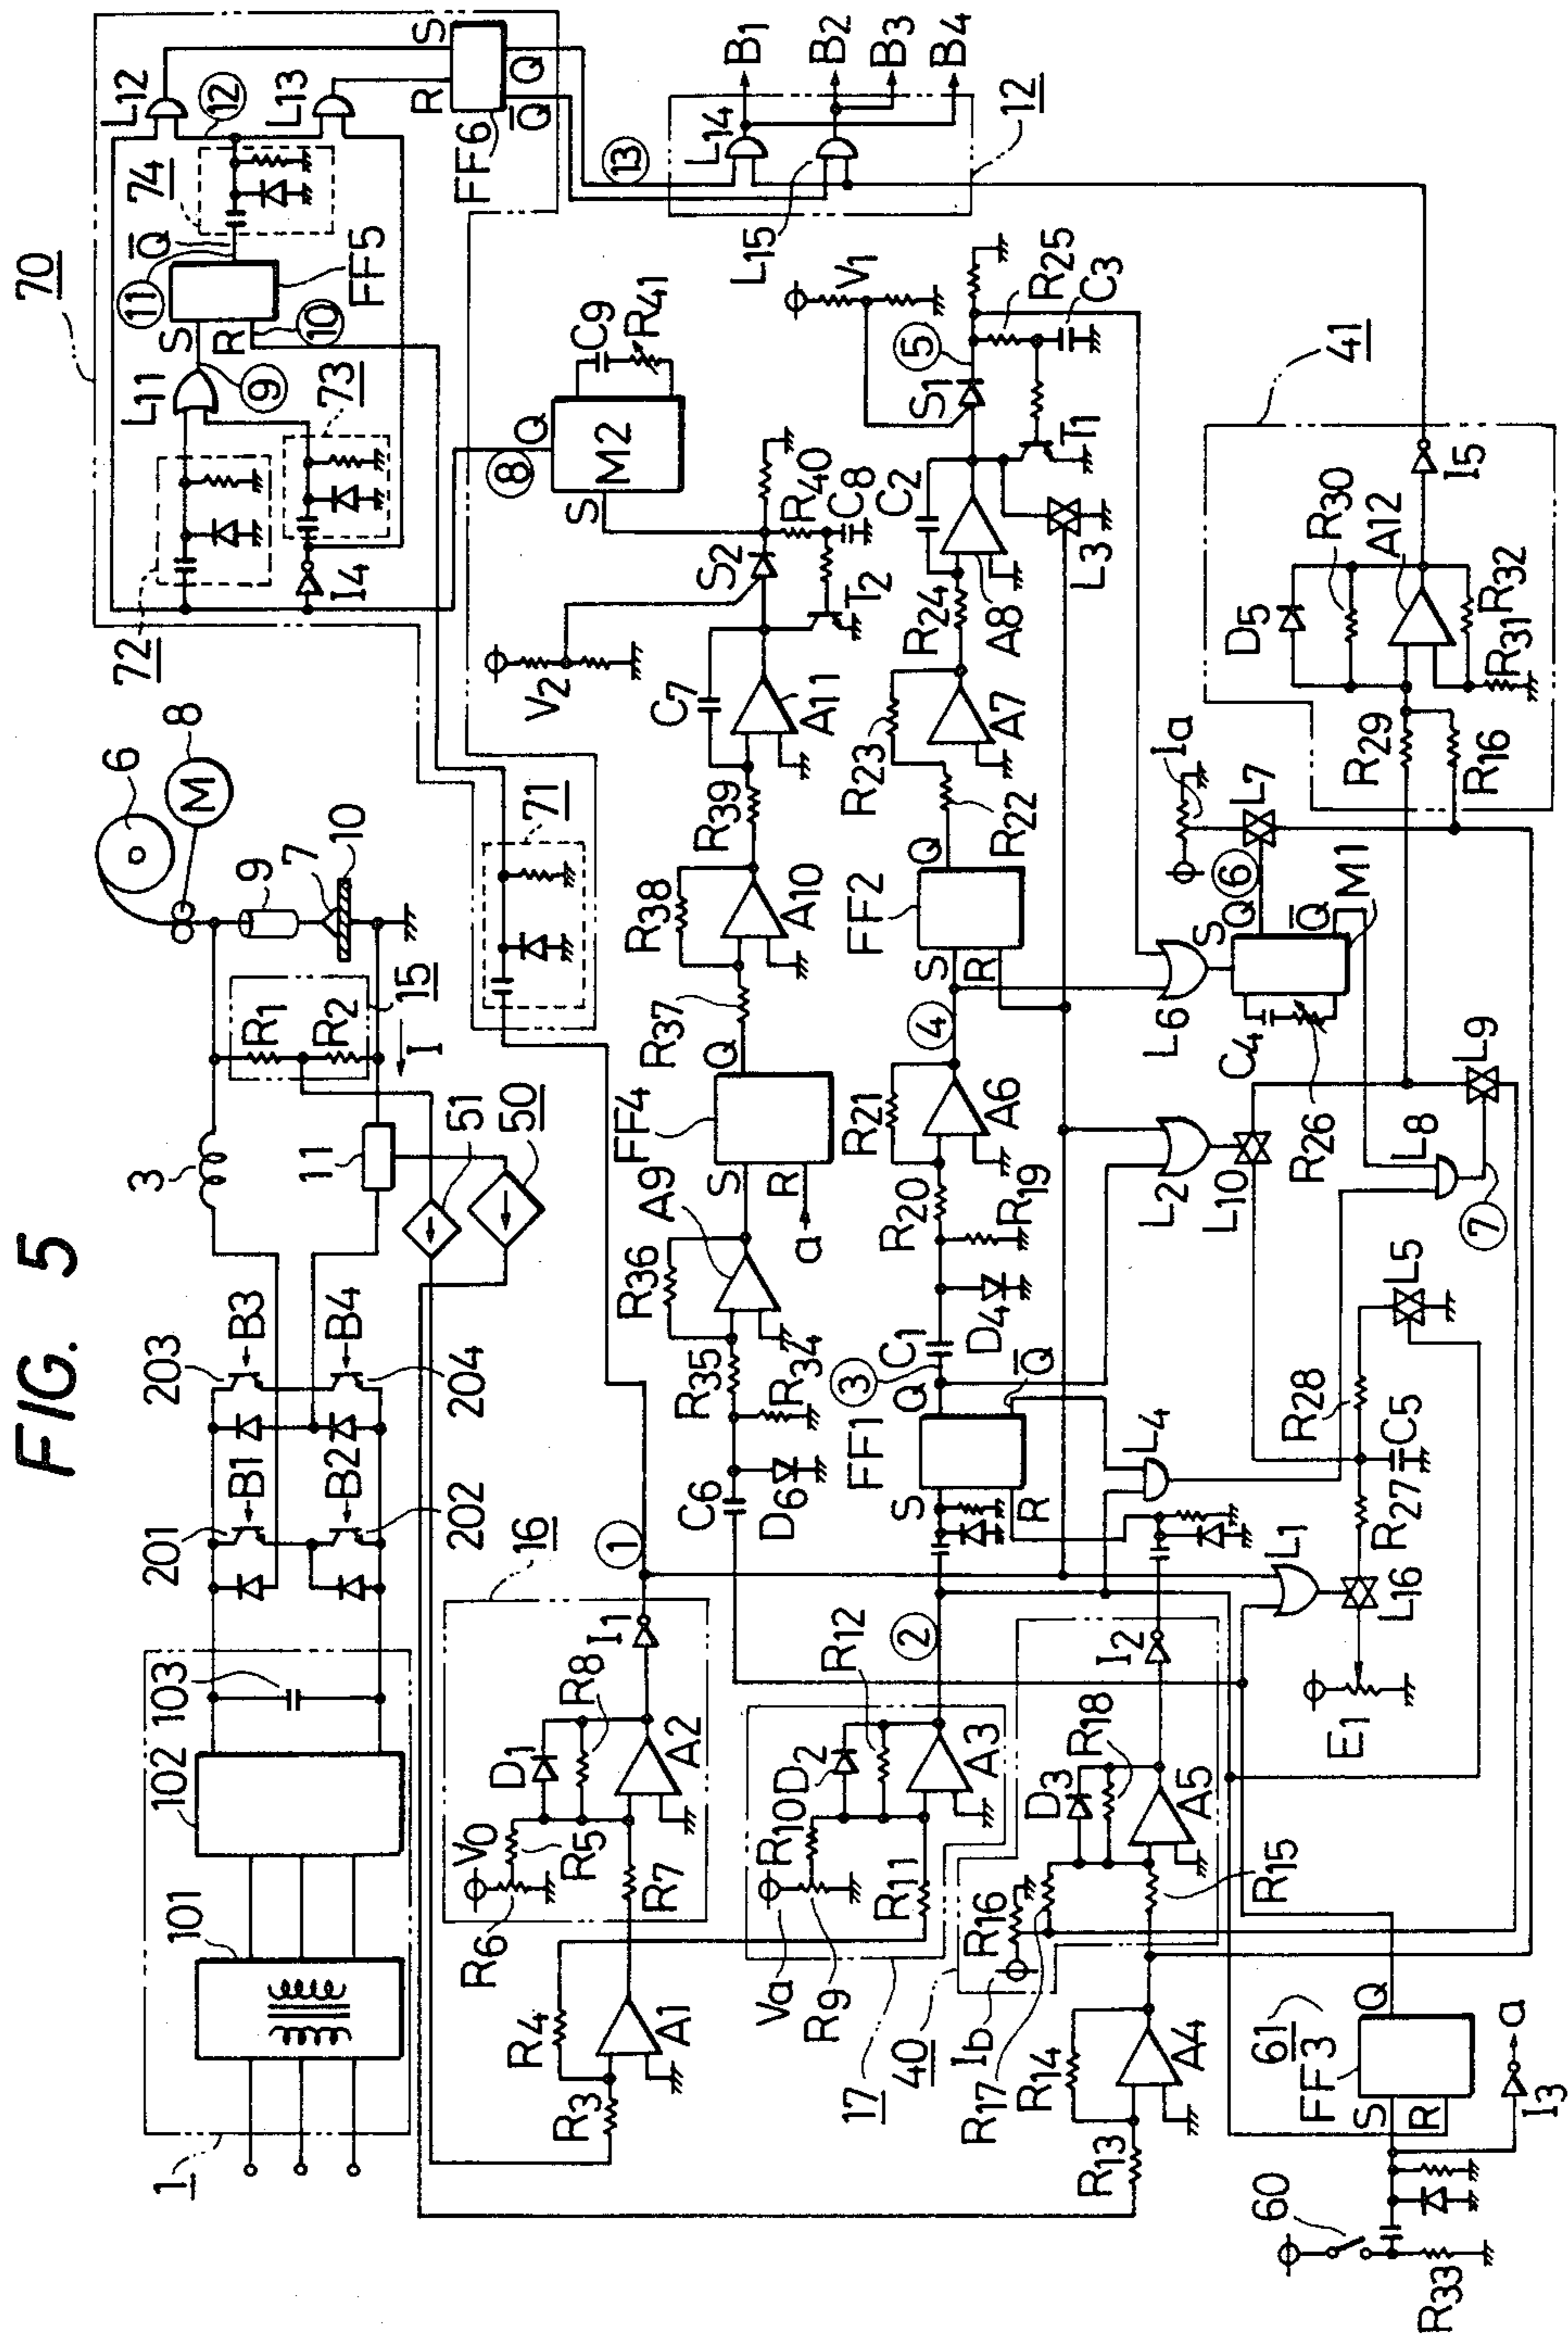 FIG. 5
1
101
102
103
201
B1
B2
202
203
B3
B4
204
3
11
51
50
I
R1
R2
15
9
7
10
6
M
8
16
R6
V0
R5
D1
R8
R7
A2
I1
①
R4
R3
A1
17
Va
R9
R10
D2
R12
R11
A3
②
40
Ib
R16
R17
D3
R18
R15
A5
I2
R14
R13
A4
60
R33
S
R
Q
61
FF3
I3
a
E1
L16
L1
R27
C5
R28
L5
C6
D6
R34
R35
R36
A9
S
R
Q
a
FF4
R37
R38
A10
R39
C7
A11
V2
S2
T2
R40
C8
S
Q
M2
C9
R41
⑧
FF1
S
R
Q
Q
L4
③
C1
D4
R19
R20
R21
A6
④
S
R
Q
FF2
R22
R23
A7
R24
C2
A8
L3
T1
S1
⑤
V1
R25
C3
L2
L10
L6
C4
R26
S
Q
Q
M1
⑥
Ia
L7
L8
L9
⑦
R29
R16
41
D5
R30
A12
R31
R32
I5
70
71
72
73
74
I4
L11
⑨
S
R
⑩
⑪
Q
FF5
⑫
L12
L13
R
S
Q
Q
FF6
⑬
12
L14
L15
B1
B2
B3
B4